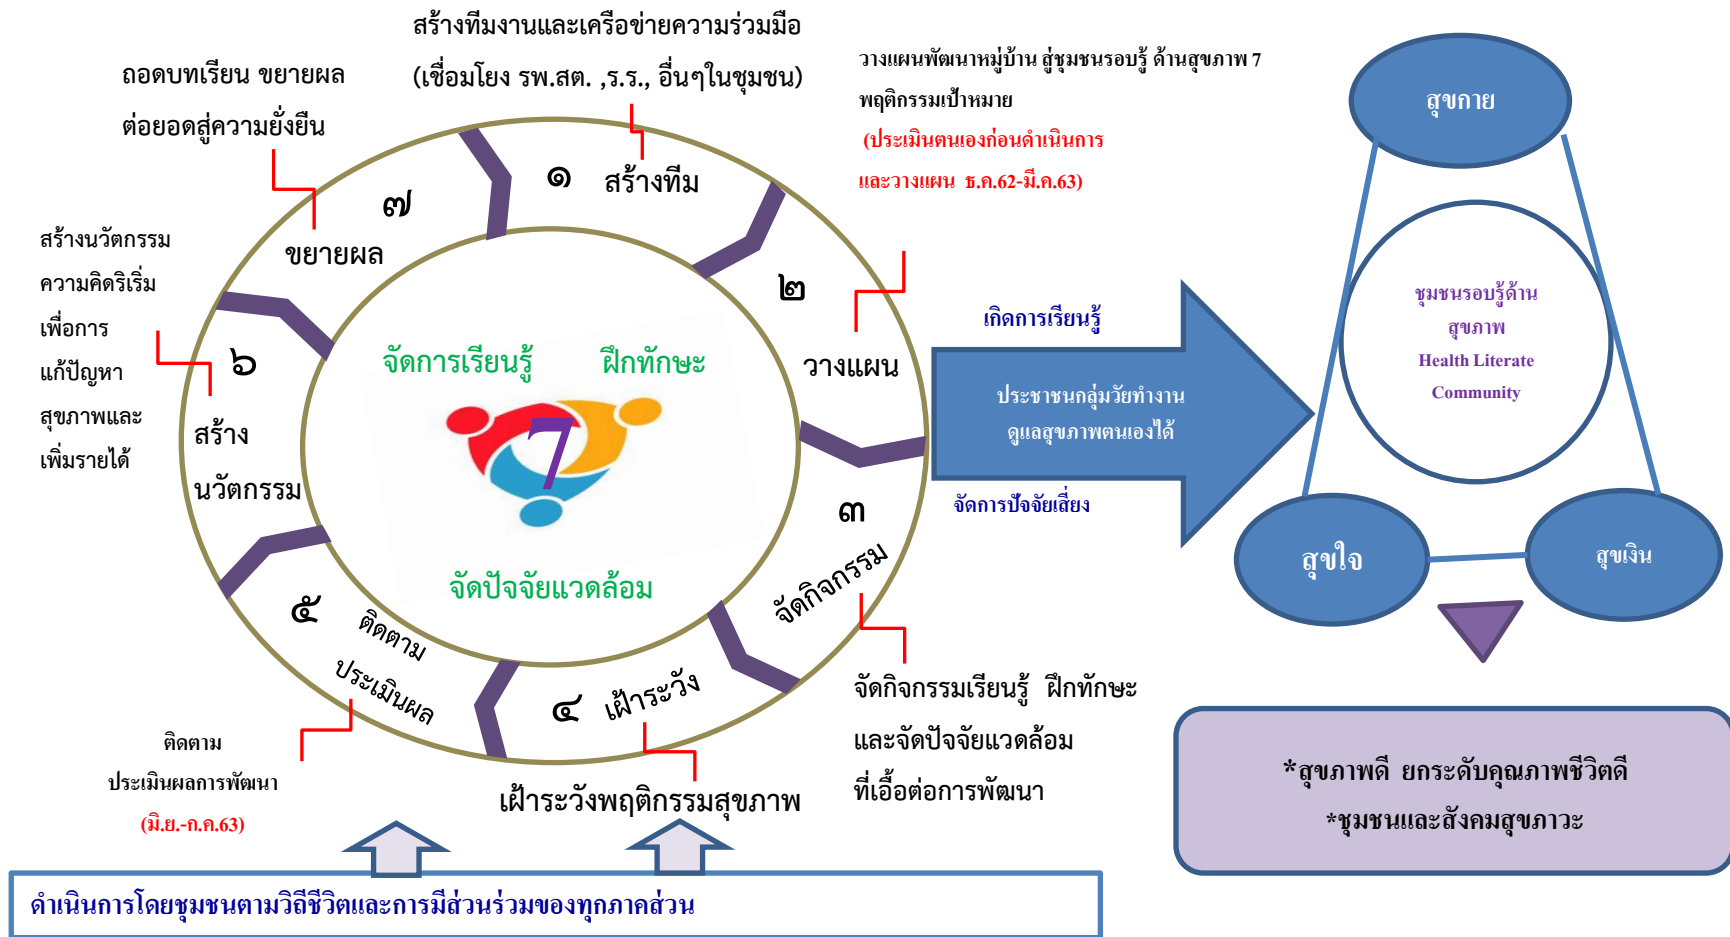 สร้างทีมงานและเครือข่ายความร่วมมือ
(เชื่อมโยง รพ.สต. ,ร.ร., อื่นๆในชุมชน)
ถอดบทเรียน ขยายผล
ต่อยอดสู่ความยั่งยืน
วางแผนพัฒนาหมู่บ้าน สู่ชุมชนรอบรู้ ด้านสุขภาพ 7
พฤติกรรมเป้าหมาย
(ประเมินตนเองก่อนดำเนินการ
และวางแผน ธ.ค.62-มี.ค.63)
๑
สร้างทีม
๒
วางแผน
๓
จัดกิจกรรม
๔
เฝ้าระวัง
๕
ติดตาม
ประเมินผล
๖
สร้าง
นวัตกรรม
๗
ขยายผล
สร้างนวัตกรรม
ความคิดริเริ่ม
เพื่อการ
แก้ปัญหา
สุขภาพและ
เพิ่มรายได้
จัดการเรียนรู้ ฝึกทักษะ
7
จัดปัจจัยแวดล้อม
จัดกิจกรรมเรียนรู้ ฝึกทักษะ
และจัดปัจจัยแวดล้อม
ที่เอื้อต่อการพัฒนา
เฝ้าระวังพฤติกรรมสุขภาพ
ติดตาม
ประเมินผลการพัฒนา
(มิ.ย.-ก.ค.63)
ดำเนินการโดยชุมชนตามวิถีชีวิตและการมีส่วนร่วมของทุกภาคส่วน
เกิดการเรียนรู้
ประชาชนกลุ่มวัยทำงาน
ดูแลสุขภาพตนเองได้
จัดการปัจจัยเสี่ยง
สุขกาย
ชุมชนรอบรู้ด้าน
สุขภาพ
Health Literate
Community
สุขใจ
สุขเงิน
*สุขภาพดี ยกระดับคุณภาพชีวิตดี
*ชุมชนและสังคมสุขภาวะ